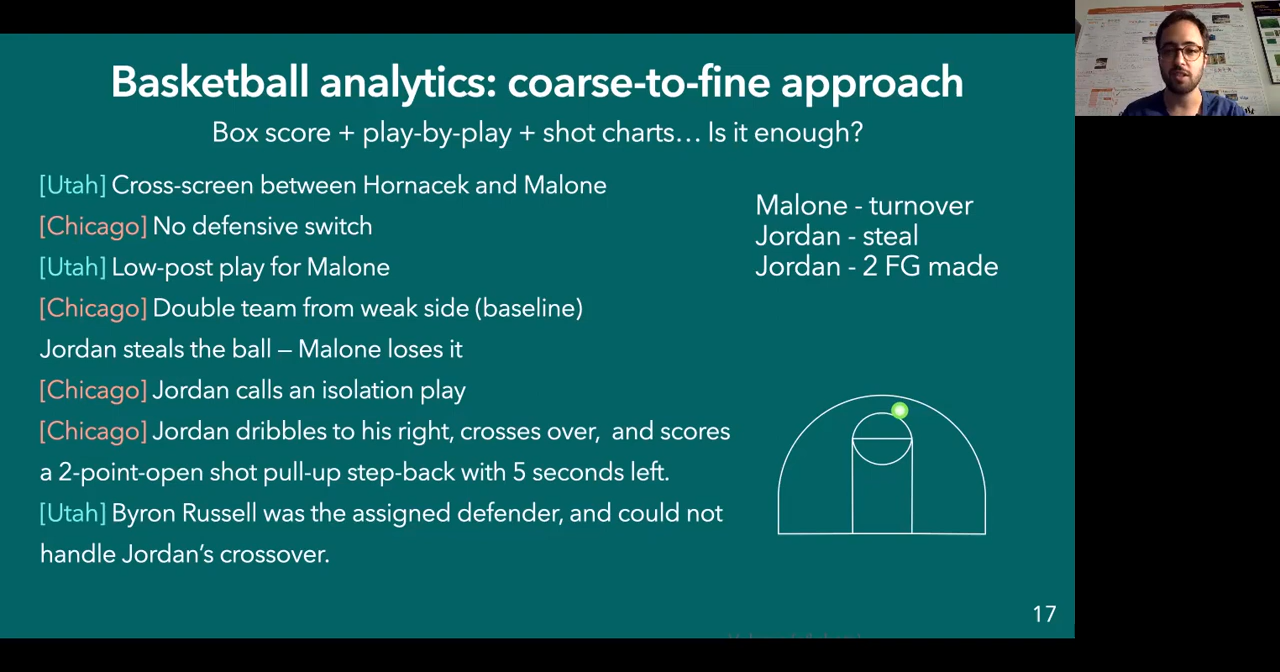 Basketball analytics: coarse-to-fine approach
Box score + play-by-play + shot charts… Is it enough?
[Utah] Cross-screen between Hornacek and Malone
[Chicago] No defensive switch
[Utah] Low-post play for Malone
[Chicago] Double team from weak side (baseline)
Jordan steals the ball – Malone loses it
[Chicago] Jordan calls an isolation play
[Chicago] Jordan dribbles to his right, crosses over, and scores
a 2-point-open shot pull-up step-back with 5 seconds left.
[Utah] Byron Russell was the assigned defender, and could not
handle Jordan's crossover.
Malone - turnover
Jordan - steal
Jordan - 2 FG made
17